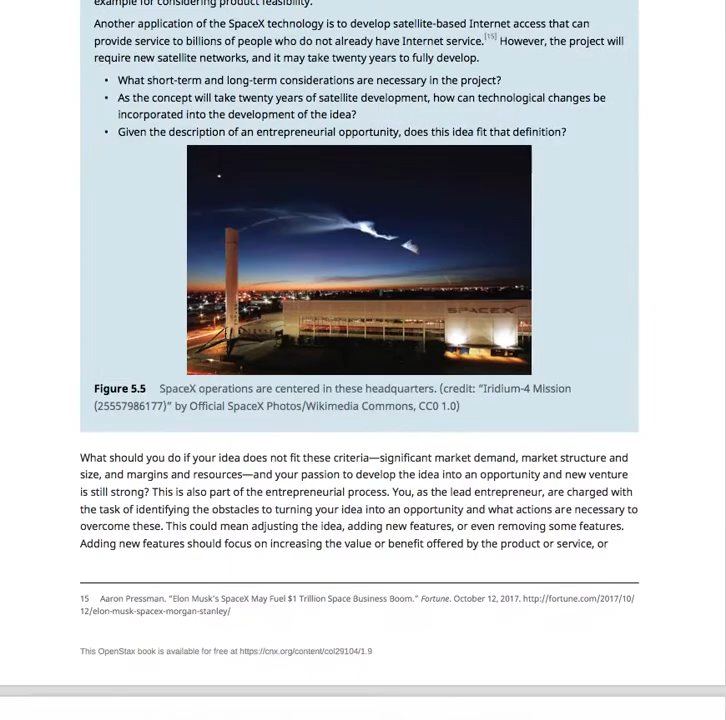 example for considering product feasibility.
Another application of the SpaceX technology is to develop satellite-based Internet access that can
provide service to billions of people who do not already have Internet service.[15] However, the project will
require new satellite networks, and it may take twenty years to fully develop.
• What short-term and long-term considerations are necessary in the project?
• As the concept will take twenty years of satellite development, how can technological changes be
incorporated into the development of the idea?
• Given the description of an entrepreneurial opportunity, does this idea fit that definition?
SPACEX
Figure 5.5 SpaceX operations are centered in these headquarters. (credit: “Iridium-4 Mission
(25557986177)” by Official SpaceX Photos/Wikimedia Commons, CC0 1.0)
What should you do if your idea does not fit these criteria—significant market demand, market structure and
size, and margins and resources—and your passion to develop the idea into an opportunity and new venture
is still strong? This is also part of the entrepreneurial process. You, as the lead entrepreneur, are charged with
the task of identifying the obstacles to turning your idea into an opportunity and what actions are necessary to
overcome these. This could mean adjusting the idea, adding new features, or even removing some features.
Adding new features should focus on increasing the value or benefit offered by the product or service, or
15 Aaron Pressman. “Elon Musk’s SpaceX May Fuel $1 Trillion Space Business Boom.” Fortune. October 12, 2017. http://fortune.com/2017/10/
12/elon-musk-spacex-morgan-stanley/
This OpenStax book is available for free at https://cnx.org/content/col29104/1.9